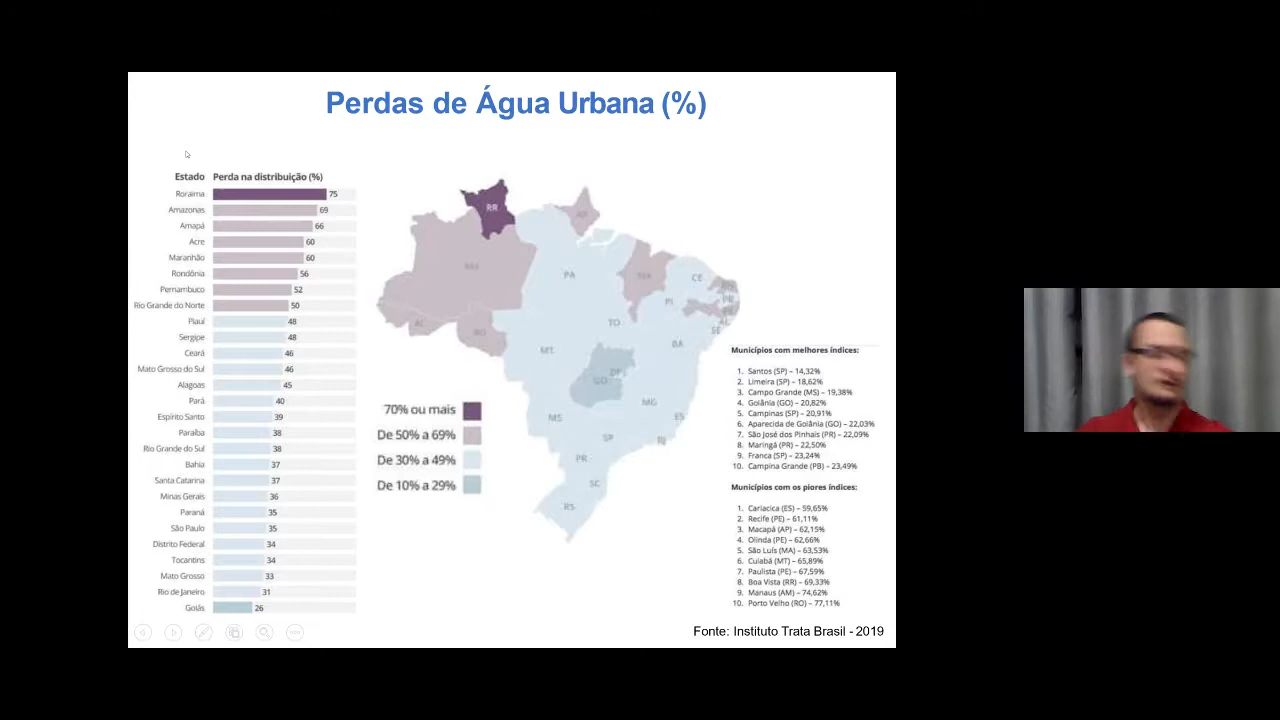 Perdas de Água Urbana (%)
Estado Perda na distribuição (%)
Roraima 75
Amazonas 69
Amapá 66
Acre 60
Maranhão 60
Rondônia 56
Pernambuco 52
Rio Grande do Norte 50
Piauí 48
Sergipe 48
Ceará 46
Mato Grosso do Sul 46
Alagoas 45
Pará 40
Espírito Santo 39
Paraíba 38
Rio Grande do Sul 38
Bahia 37
Santa Catarina 37
Minas Gerais 36
Paraná 35
São Paulo 35
Distrito Federal 34
Tocantins 34
Mato Grosso 33
Rio de Janeiro 31
Goiás 26
RR
AP
AM
PA
MA
CE
PI
PE
AL
SE
AC
RO
TO
BA
MT
DF
GO
MG
ES
MS
SP
RJ
PR
SC
RS
70% ou mais
De 50% a 69%
De 30% a 49%
De 10% a 29%
Municípios com melhores índices:
1. Santos (SP) – 14,32%
2. Limeira (SP) – 18,62%
3. Campo Grande (MS) – 19,38%
4. Goiânia (GO) – 20,82%
5. Campinas (SP) – 20,91%
6. Aparecida de Goiânia (GO) – 22,03%
7. São José dos Pinhais (PR) – 22,09%
8. Maringá (PR) – 22,50%
9. Franca (SP) – 23,24%
10. Campina Grande (PB) – 23,49%
Municípios com os piores índices:
1. Cariacica (ES) – 59,65%
2. Recife (PE) – 61,11%
3. Macapá (AP) – 62,15%
4. Olinda (PE) – 62,66%
5. São Luís (MA) – 63,53%
6. Cuiabá (MT) – 65,89%
7. Paulista (PE) – 67,59%
8. Boa Vista (RR) – 69,33%
9. Manaus (AM) – 74,62%
10. Porto Velho (RO) – 77,11%
Fonte: Instituto Trata Brasil - 2019